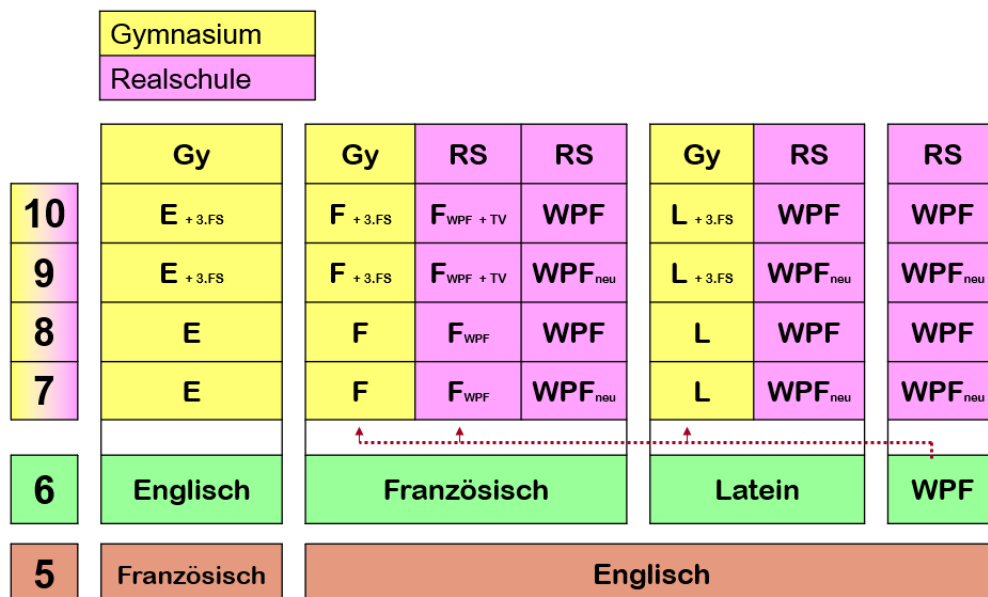 Gymnasium
Realschule
Gy Gy RS RS Gy RS RS
10 E + 3.FS F + 3.FS FWPF + TV WPF L + 3.FS WPF WPF
9 E + 3.FS F + 3.FS FWPF + TV WPFneu L + 3.FS WPFneu WPFneu
8 E F FWPF WPF L WPF WPF
7 E F FWPF WPFneu L WPFneu WPFneu
6 Englisch Französisch Latein WPF
5 Französisch Englisch